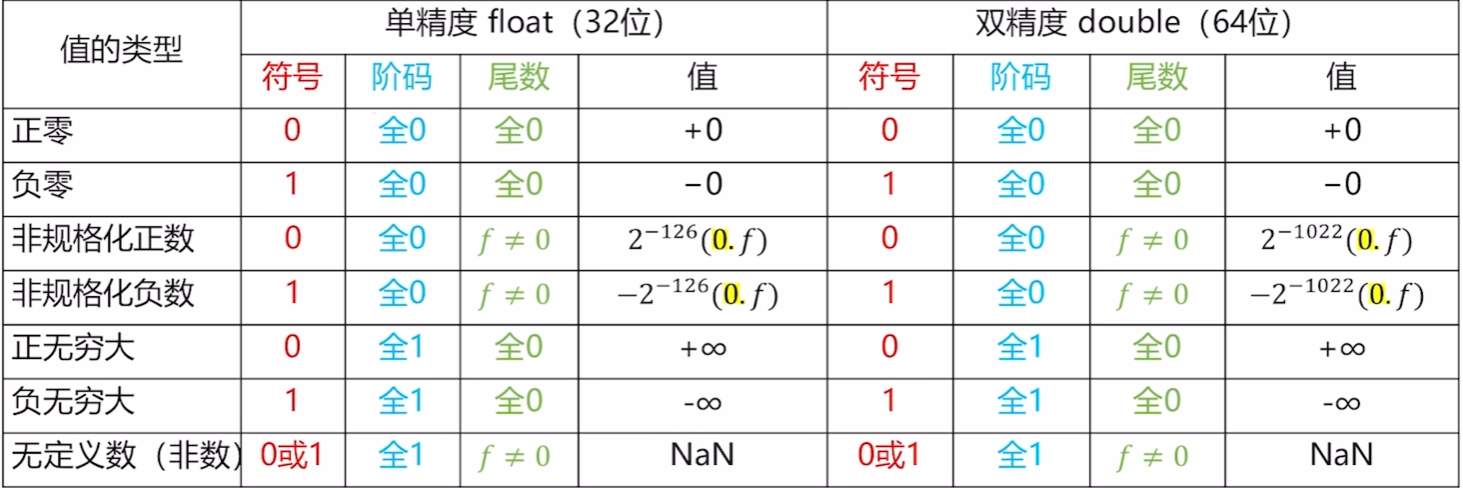 值的类型 单精度 float（32位） 双精度 double（64位）
符号 阶码 尾数 值 符号 阶码 尾数 值
正零 0 全0 全0 +0 0 全0 全0 +0
负零 1 全0 全0 −0 1 全0 全0 −0
非规格化正数 0 全0 f ≠ 0 2⁻¹²⁶(0.f) 0 全0 f ≠ 0 2⁻¹⁰²²(0.f)
非规格化负数 1 全0 f ≠ 0 −2⁻¹²⁶(0.f) 1 全0 f ≠ 0 −2⁻¹⁰²²(0.f)
正无穷大 0 全1 全0 +∞ 0 全1 全0 +∞
负无穷大 1 全1 全0 -∞ 1 全1 全0 -∞
无定义数（非数） 0或1 全1 f ≠ 0 NaN 0或1 全1 f ≠ 0 NaN